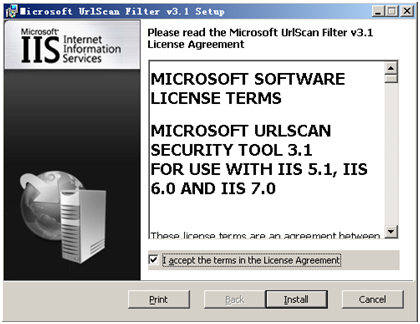 Microsoft UrlScan Filter v3.1 Setup
Microsoft®
IIS Internet
Information
Services
Please read the Microsoft UrlScan Filter v3.1
License Agreement
MICROSOFT SOFTWARE
LICENSE TERMS
MICROSOFT URLSCAN
SECURITY TOOL 3.1
FOR USE WITH IIS 5.1, IIS
6.0 AND IIS 7.0
These license terms are an agreement between
I accept the terms in the License Agreement
Print
Back
Install
Cancel